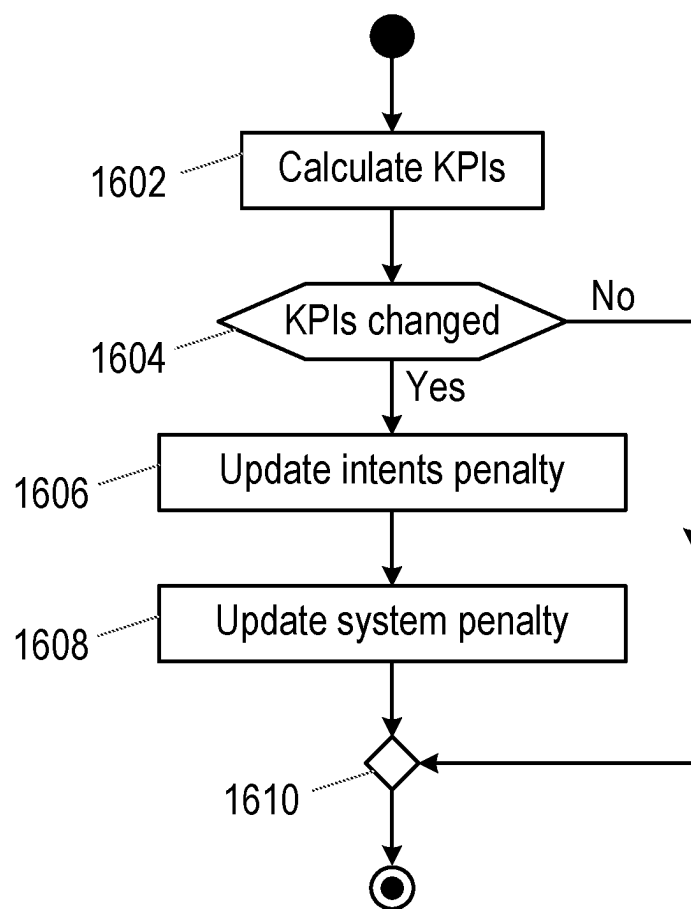 Calculate KPIs
1602
No
KPIs changed
1604
Yes
Update intents penalty
1606
Update system penalty
1608
1610